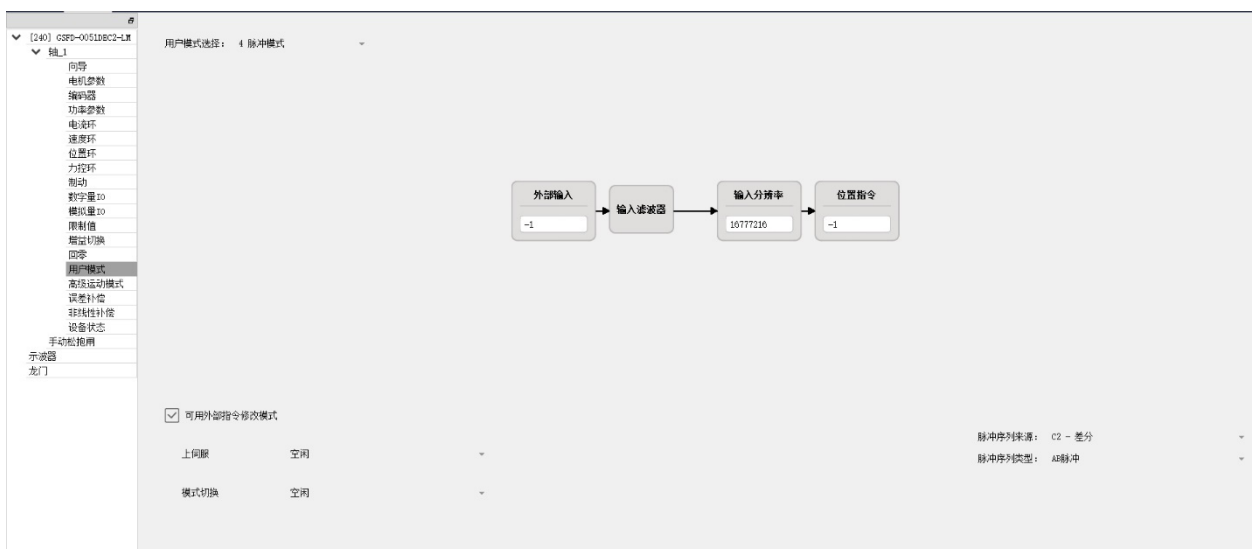 [240] GSFD-0051DEC2-LM
轴_1
向导
电机参数
编码器
功率参数
电流环
速度环
位置环
力控环
制动
数字量IO
模拟量IO
限制值
增益切换
回零
用户模式
高级运动模式
误差补偿
非线性补偿
设备状态
手动松抱闸
示波器
龙门
用户模式选择: 4 脉冲模式
外部输入
-1
输入滤波器
输入分辨率
16777216
位置指令
-1
可用外部指令修改模式
上伺服 空闲
模式切换 空闲
脉冲序列来源: C2 - 差分
脉冲序列类型: AB脉冲